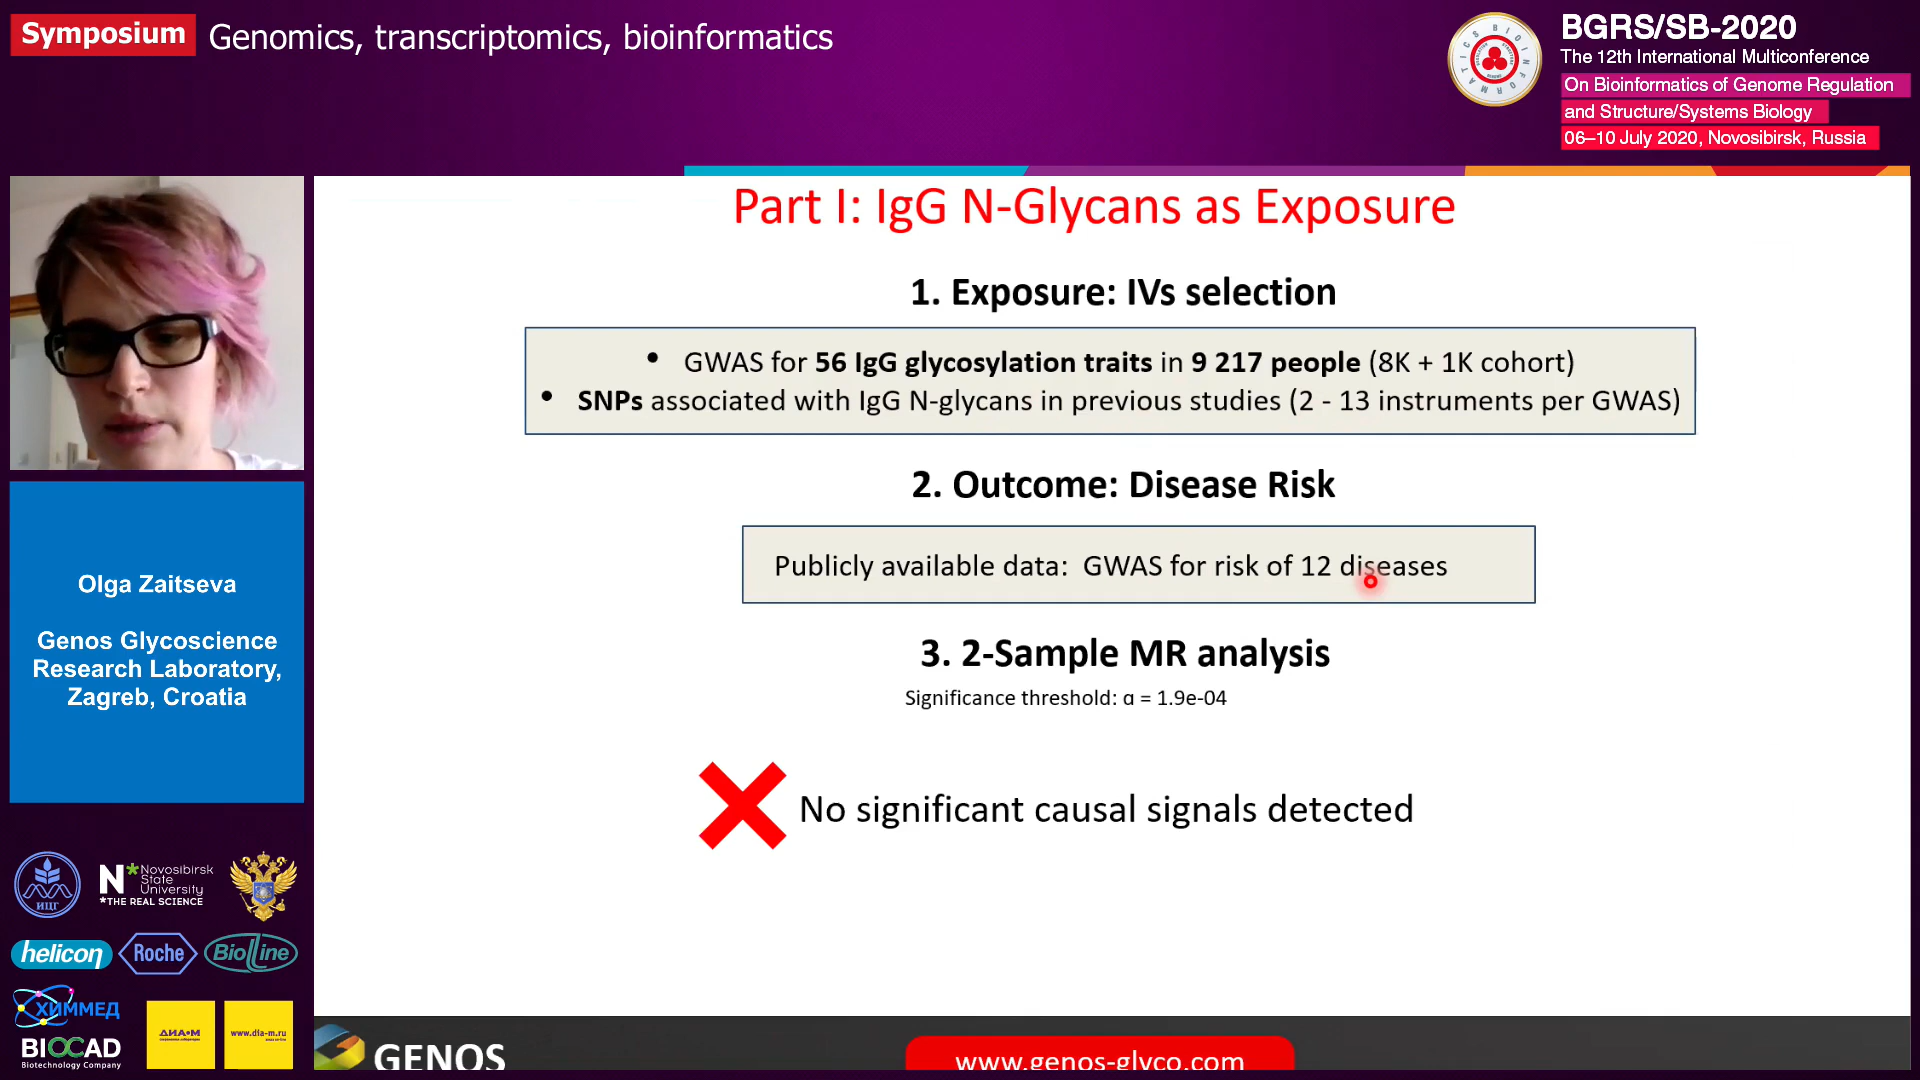 Symposium Genomics, transcriptomics, bioinformatics
BIOINFORMATICS
BGRS/SB-2020
The 12th International Multiconference
On Bioinformatics of Genome Regulation
and Structure/Systems Biology
06–10 July 2020, Novosibirsk, Russia
Part I: IgG N-Glycans as Exposure
1. Exposure: IVs selection
• GWAS for 56 IgG glycosylation traits in 9 217 people (8K + 1K cohort)
• SNPs associated with IgG N-glycans in previous studies (2 - 13 instruments per GWAS)
2. Outcome: Disease Risk
Publicly available data: GWAS for risk of 12 diseases
3. 2-Sample MR analysis
Significance threshold: α = 1.9e-04
No significant causal signals detected
Olga Zaitseva
Genos Glycoscience
Research Laboratory,
Zagreb, Croatia
ИЦГ
N* Novosibirsk
State
University
*THE REAL SCIENCE
helicon
Roche
BioLine
ХИММЕД
BIOCAD
Biotechnology Company
ДИА•М
www.dia-m.ru
GENOS
www.genos-glyco.com